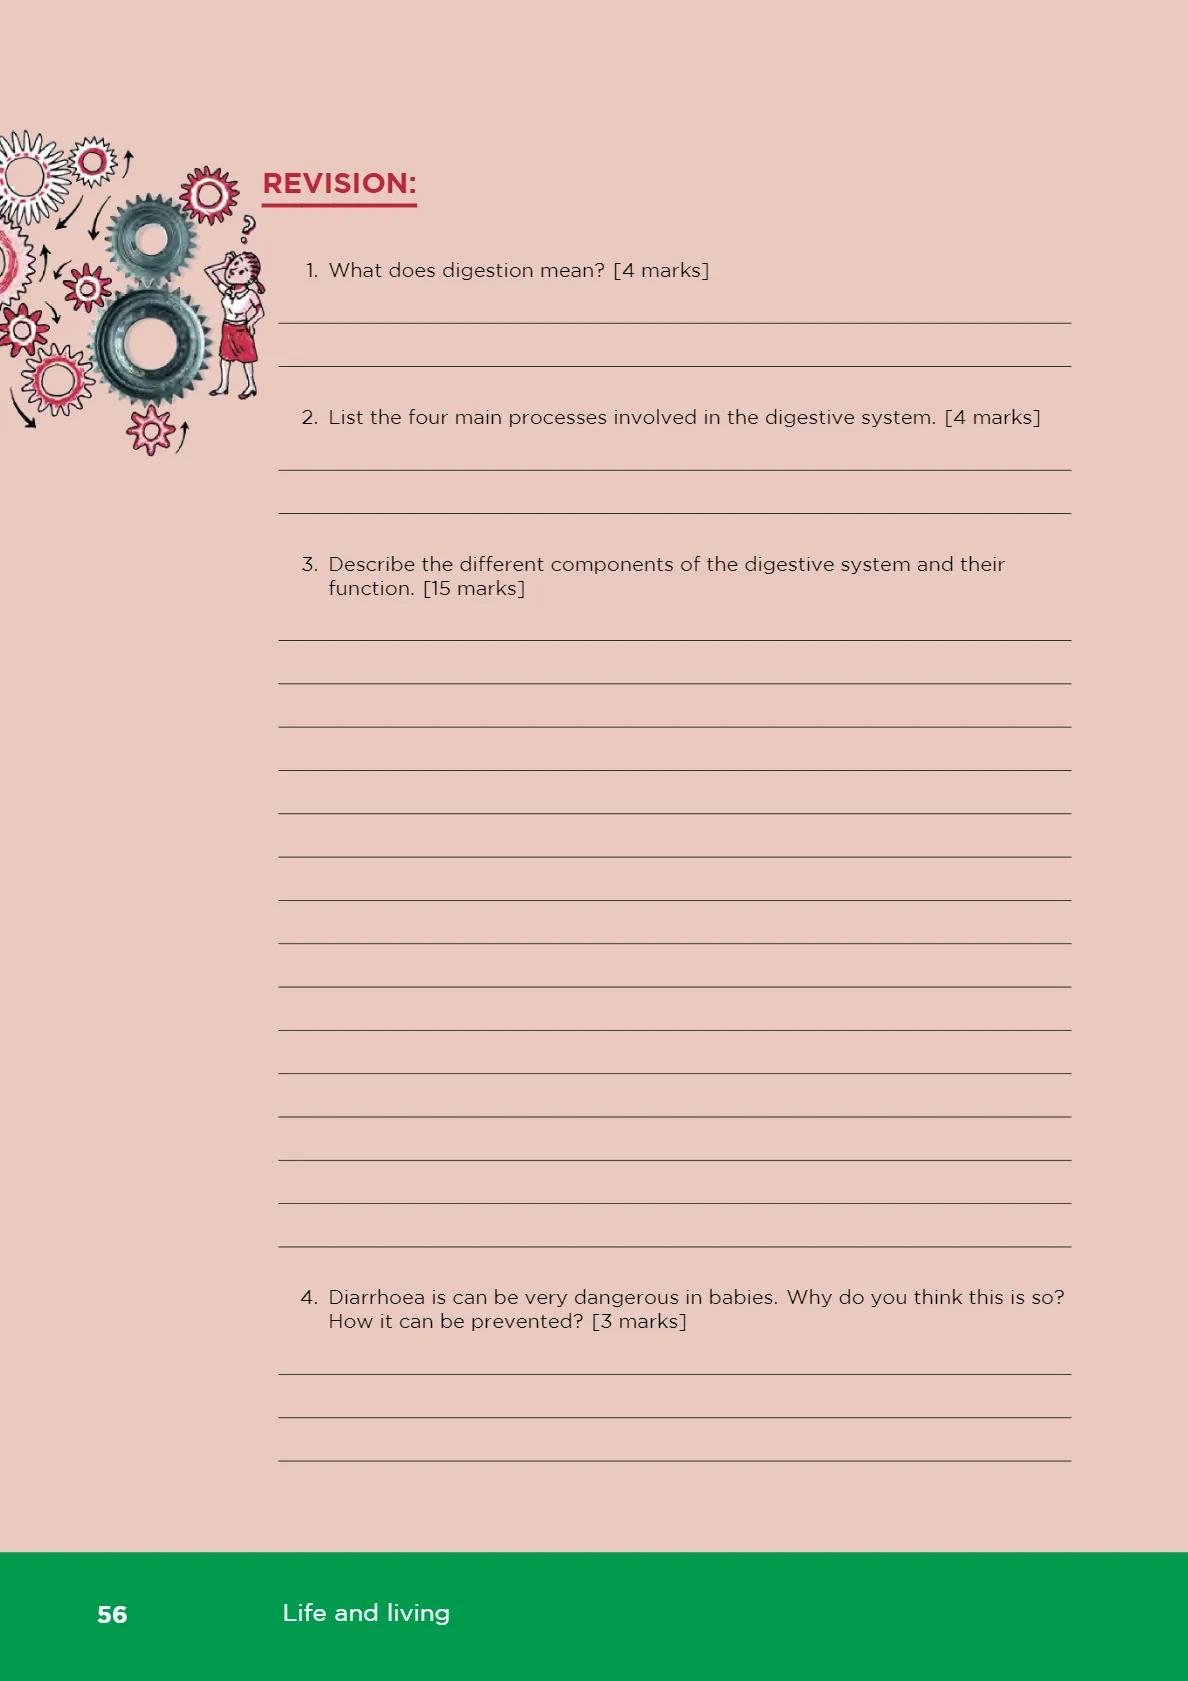 REVISION:
1. What does digestion mean? [4 marks]
2. List the four main processes involved in the digestive system. [4 marks]
3. Describe the different components of the digestive system and their
function. [15 marks]
4. Diarrhoea is can be very dangerous in babies. Why do you think this is so?
How it can be prevented? [3 marks]
56 Life and living